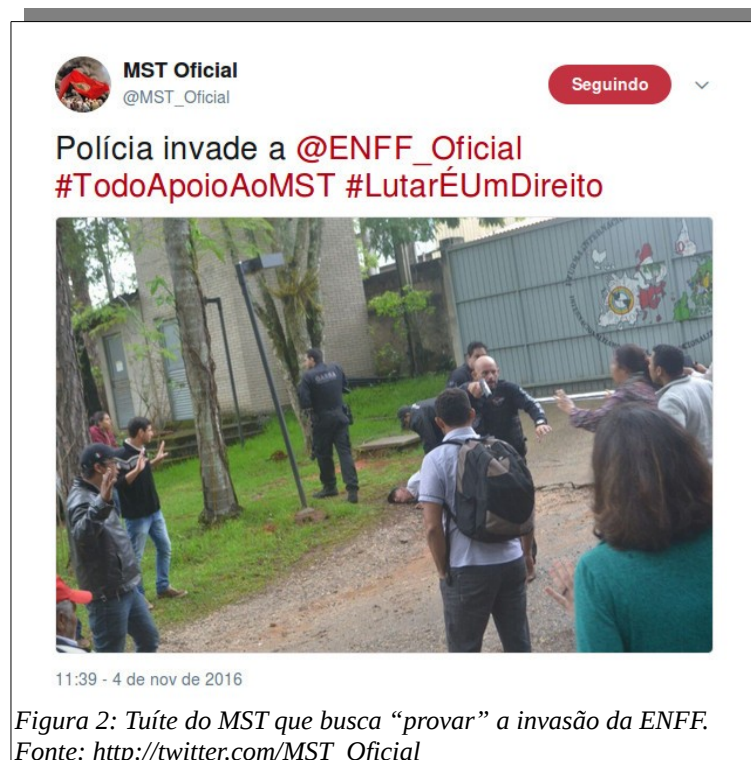 MST Oficial
@MST_Oficial
Seguindo
Polícia invade a @ENFF_Oficial
#TodoApoioAoMST #LutarÉUmDireito
11:39 - 4 de nov de 2016
Figura 2: Tuíte do MST que busca “provar” a invasão da ENFF.
Fonte: http://twitter.com/MST_Oficial